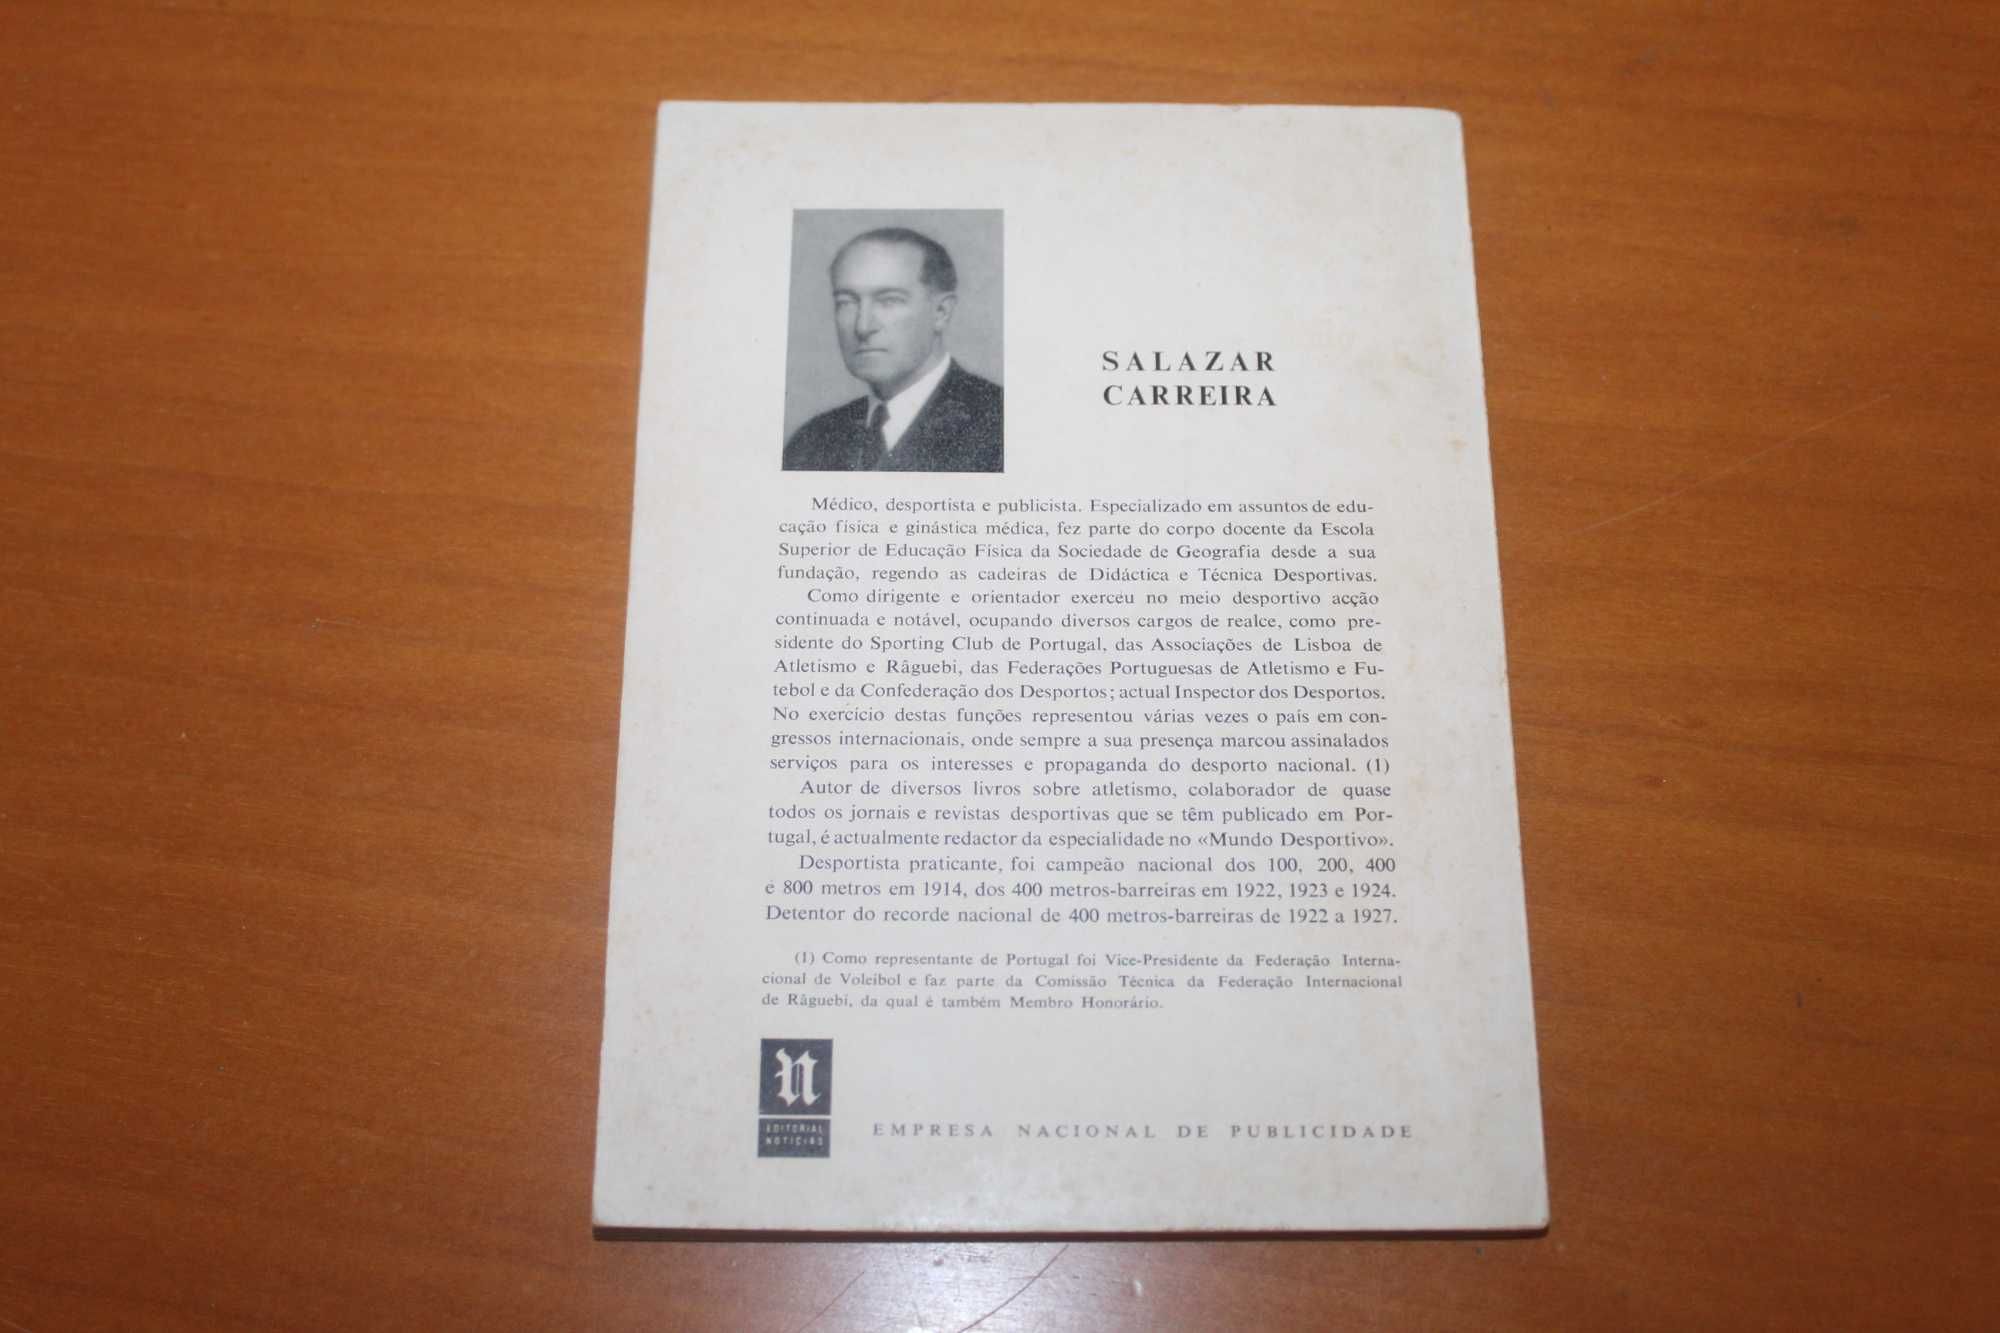 SALAZAR
CARREIRA
Médico, desportista e publicista. Especializado em assuntos de edu-
cação física e ginástica médica, fez parte do corpo docente da Escola
Superior de Educação Física da Sociedade de Geografia desde a sua
fundação, regendo as cadeiras de Didáctica e Técnica Desportivas.
Como dirigente e orientador exerceu no meio desportivo acção
continuada e notável, ocupando diversos cargos de realce, como pre-
sidente do Sporting Club de Portugal, das Associações de Lisboa de
Atletismo e Râguebi, das Federações Portuguesas de Atletismo e Fu-
tebol e da Confederação dos Desportos; actual Inspector dos Desportos.
No exercício destas funções representou várias vezes o país em con-
gressos internacionais, onde sempre a sua presença marcou assinalados
serviços para os interesses e propaganda do desporto nacional. (1)
Autor de diversos livros sobre atletismo, colaborador de quase
todos os jornais e revistas desportivas que se têm publicado em Por-
tugal, é actualmente redactor da especialidade no «Mundo Desportivo».
Desportista praticante, foi campeão nacional dos 100, 200, 400
e 800 metros em 1914, dos 400 metros-barreiras em 1922, 1923 e 1924.
Detentor do recorde nacional de 400 metros-barreiras de 1922 a 1927.
(1) Como representante de Portugal foi Vice-Presidente da Federação Interna-
cional de Voleibol e faz parte da Comissão Técnica da Federação Internacional
de Râguebi, da qual é também Membro Honorário.
N
EDITORIAL
NOTÍCIAS
EMPRESA NACIONAL DE PUBLICIDADE